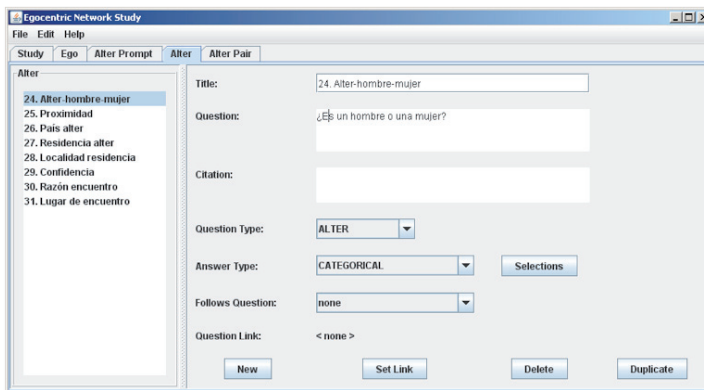 Egocentric Network Study
File Edit Help
Study Ego Alter Prompt Alter Alter Pair
Alter
24. Alter-hombre-mujer
25. Proximidad
26. País alter
27. Residencia alter
28. Localidad residencia
29. Confidencia
30. Razón encuentro
31. Lugar de encuentro
Title: 24. Alter-hombre-mujer
Question: ¿Es un hombre o una mujer?
Citation:
Question Type: ALTER
Answer Type: CATEGORICAL Selections
Follows Question: none
Question Link: < none >
New Set Link Delete Duplicate